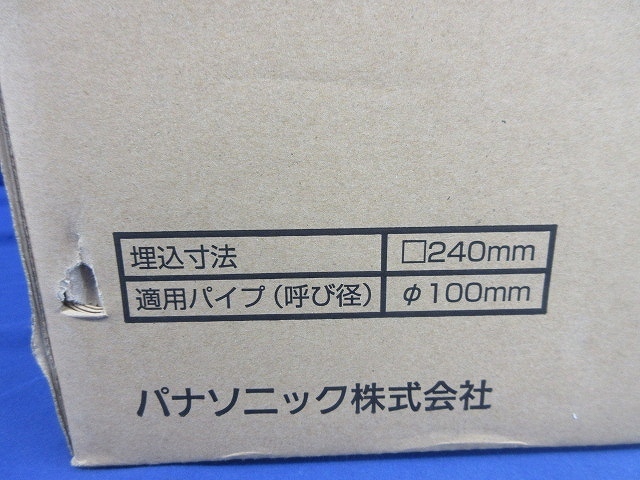 埋込寸法 □240mm
適用パイプ(呼び径) φ100mm
パナソニック株式会社